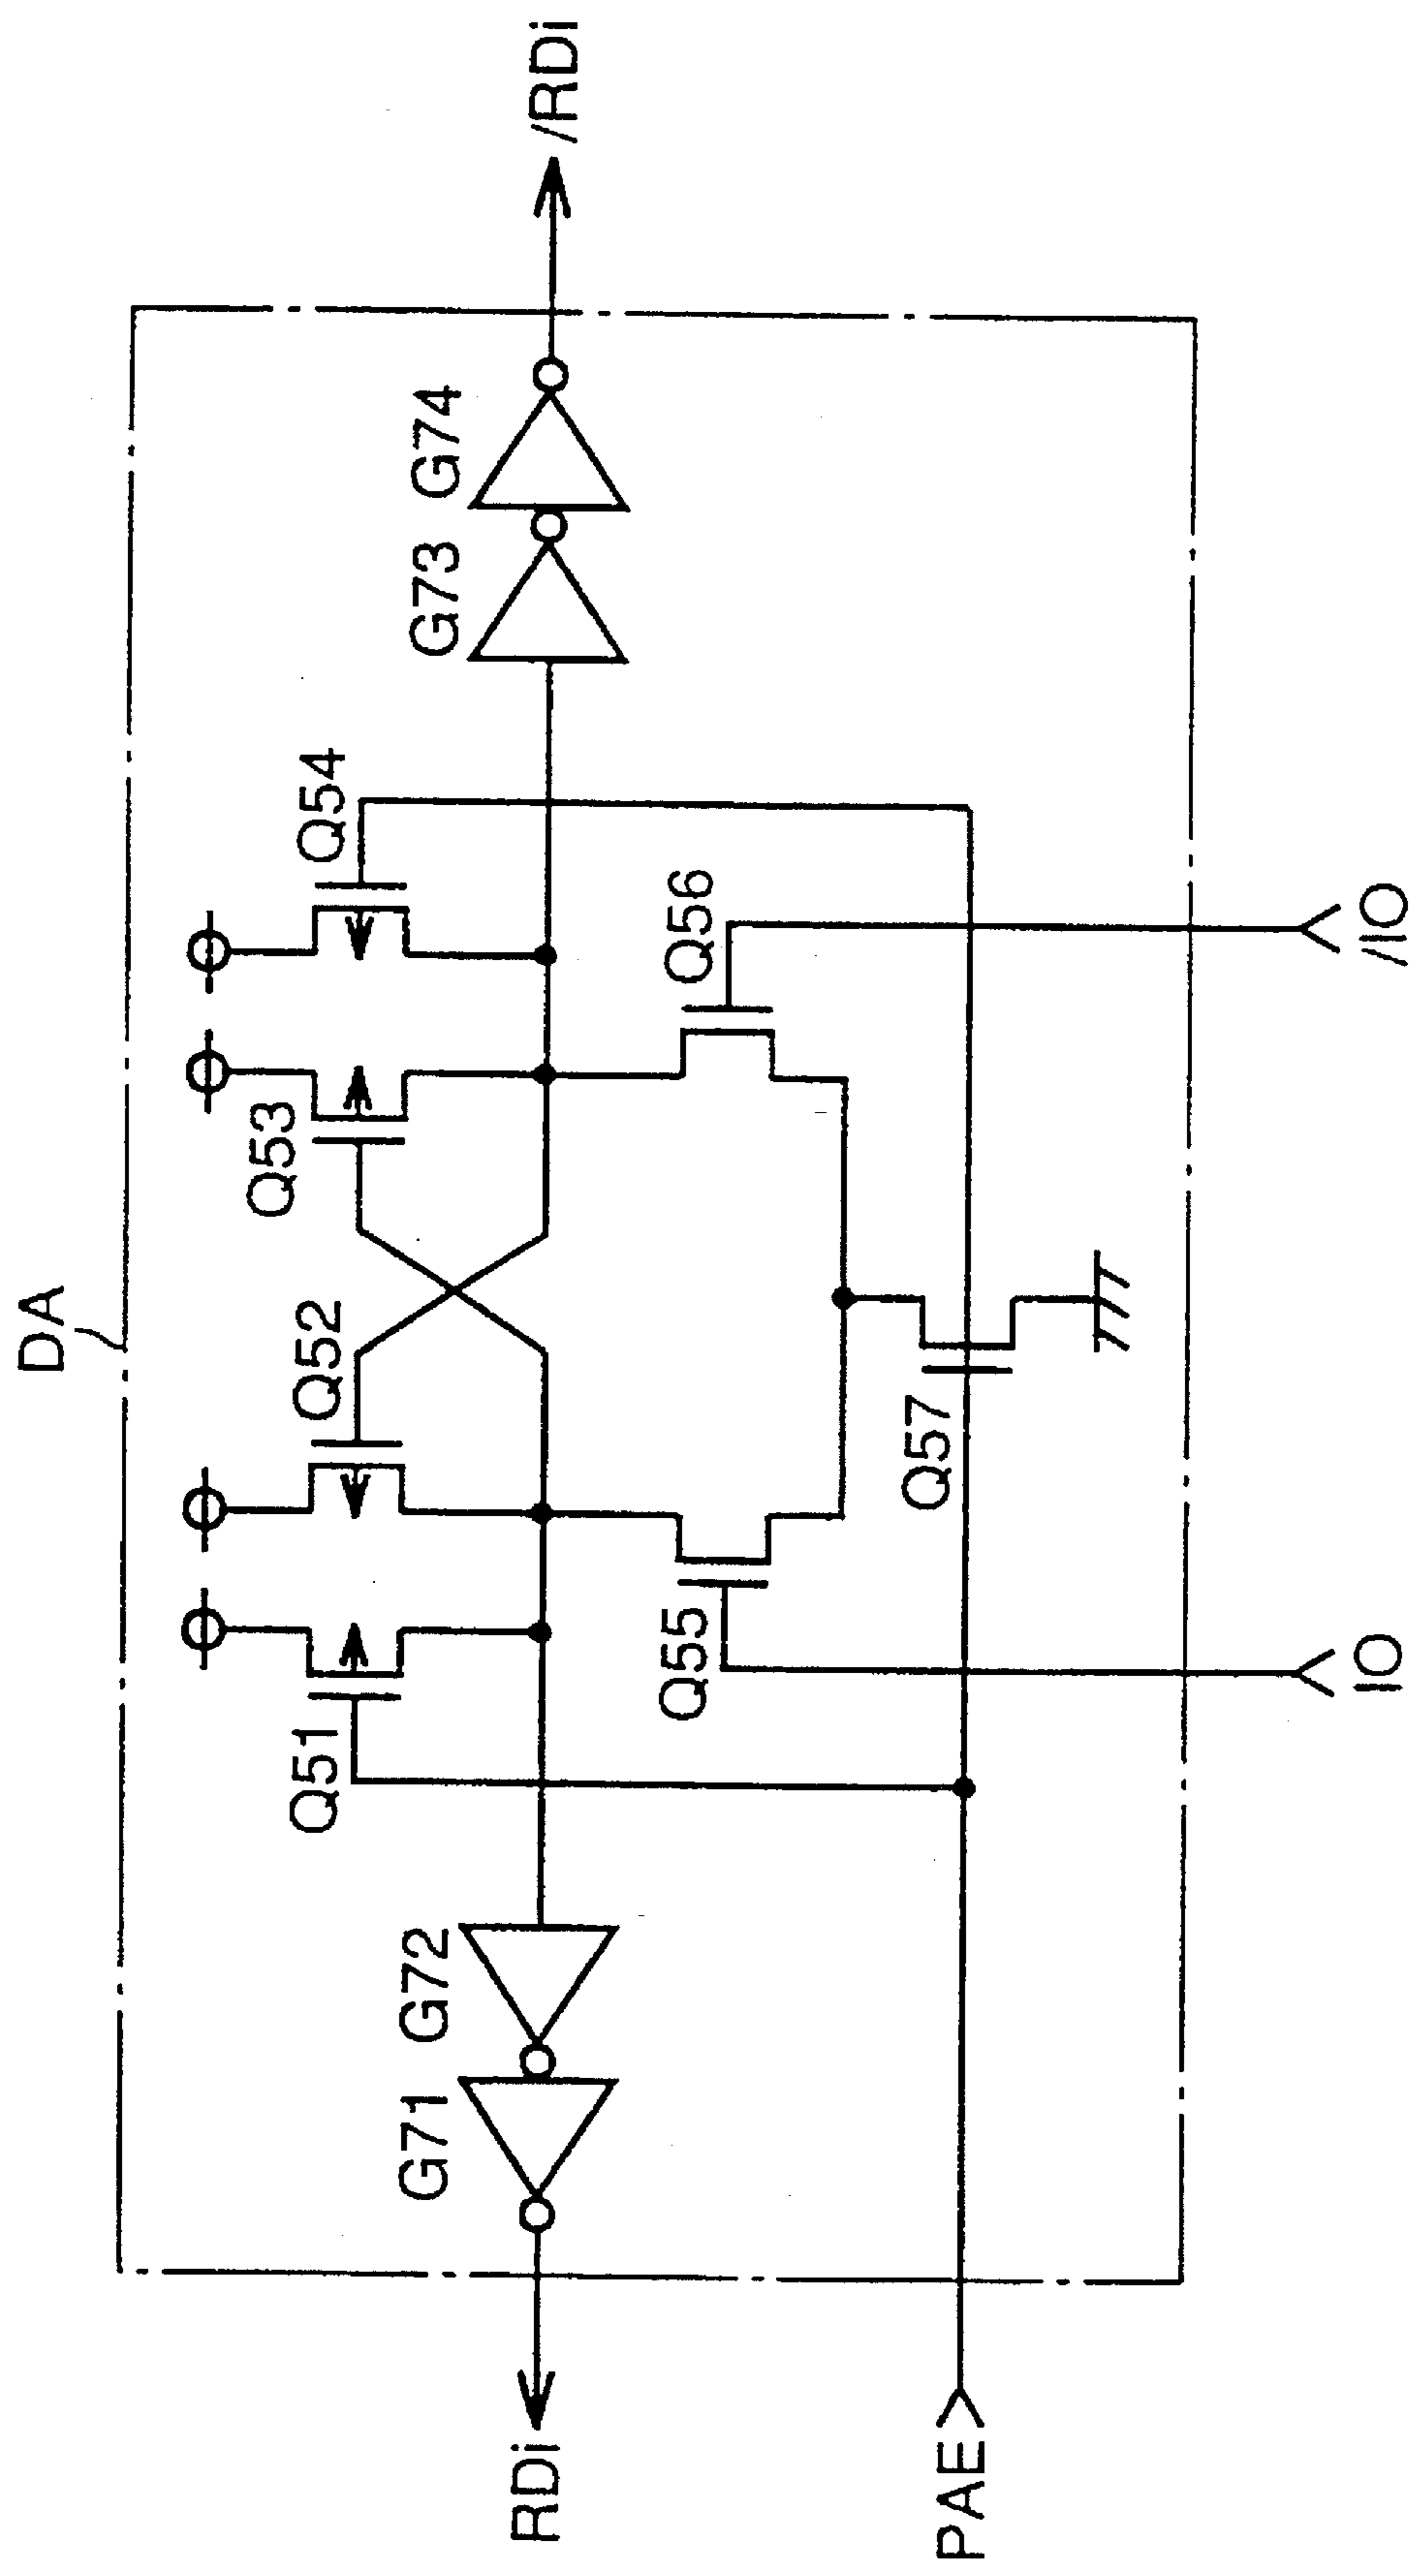 DA
Q51
Q52
Q53
Q54
G71
G72
G73
G74
RDi
/RDi
Q55
Q56
Q57
PAE
IO
/IO